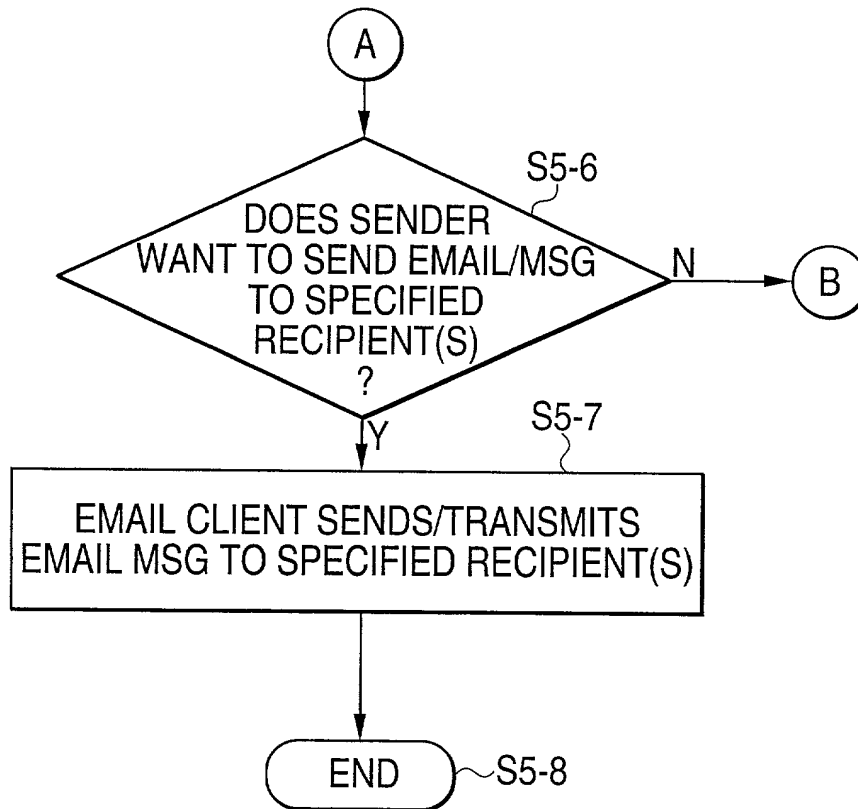 A
S5-6
DOES SENDER
WANT TO SEND EMAIL/MSG
TO SPECIFIED
RECIPIENT(S)
?
N
B
Y
S5-7
EMAIL CLIENT SENDS/TRANSMITS
EMAIL MSG TO SPECIFIED RECIPIENT(S)
END
S5-8